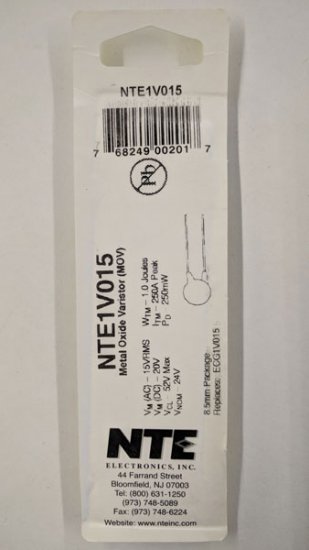 NTE1V015
7 68249 00201 7
Pb
NTE1V015
Metal Oxide Varistor (MOV)
VM (AC) - 15VRMS WTM - 1.0 Joules
VM (DC) - 20V ITM - 250A Peak
VCL 52V Max PD 250mW
VNOM - 24V
8.5mm Package
Replaces: ECG1V015
NTE
ELECTRONICS, INC.
44 Farrand Street
Bloomfield, NJ 07003
Tel: (800) 631-1250
(973) 748-5089
Fax: (973) 748-6224
Website: www.nteinc.com